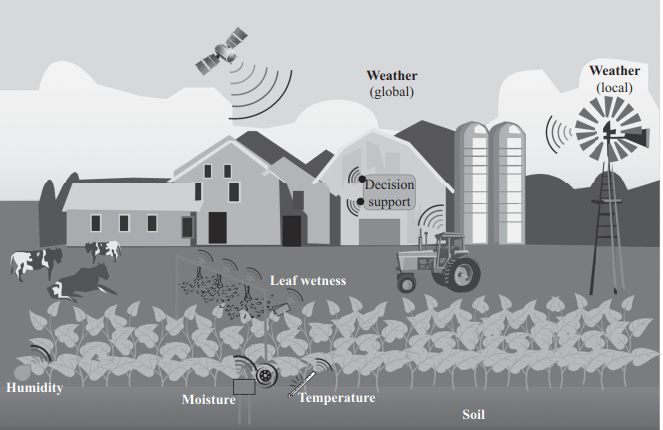 Weather
(global)
Weather
(local)
Decision
support
Leaf wetness
Humidity
Moisture
Temperature
Soil